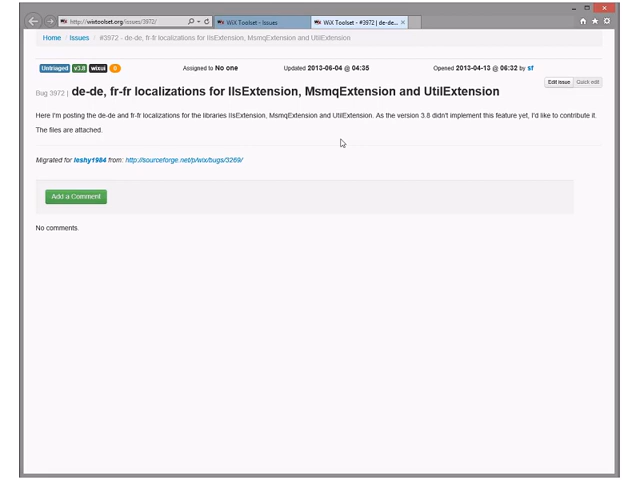 http://wixtoolset.org/issues/3972/
WiX Toolset - Issues
WiX Toolset - #3972 | de-de...
Home / Issues / #3972 - de-de, fr-fr localizations for IIsExtension, MsmqExtension and UtilExtension
Untriaged v3.8 wixui 0 Assigned to No one Updated 2013-06-04 @ 04:35 Opened 2013-04-13 @ 06:32 by sf
Edit issue Quick edit
Bug 3972 | de-de, fr-fr localizations for IIsExtension, MsmqExtension and UtilExtension
Here I'm posting the de-de and fr-fr localizations for the libraries IIsExtension, MsmqExtension and UtilExtension. As the version 3.8 didn't implement this feature yet, I'd like to contribute it.
The files are attached.
Migrated for leshy1984 from: http://sourceforge.net/p/wix/bugs/3269/
Add a Comment
No comments.